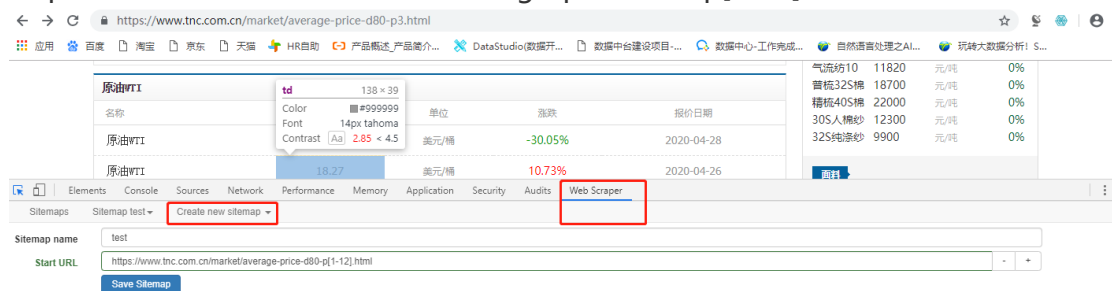 https://www.tnc.com.cn/market/average-price-d80-p3.html
应用 百度 淘宝 京东 天猫 HR自助 产品概述_产品简介... DataStudio(数据开... 数据中台建设项目-... 数据中心-工作完成... 自然语言处理之AI... 玩转大数据分析! S...
原油WTI
名称 单位 涨跌 报价日期
原油WTI 美元/桶 -30.05% 2020-04-28
原油WTI 18.27 美元/桶 10.73% 2020-04-26
td 138 × 39
Color #999999
Font 14px tahoma
Contrast Aa 2.85 < 4.5
气流纺10 11820 元/吨 0%
普梳32S棉 18700 元/吨 0%
精梳40S棉 22000 元/吨 0%
30S人棉纱 12300 元/吨 0%
32S纯涤纱 9900 元/吨 0%
面料
Elements Console Sources Network Performance Memory Application Security Audits Web Scraper
Sitemaps Sitemap test Create new sitemap
Sitemap name test
Start URL https://www.tnc.com.cn/market/average-price-d80-p[1-12].html - +
Save Sitemap